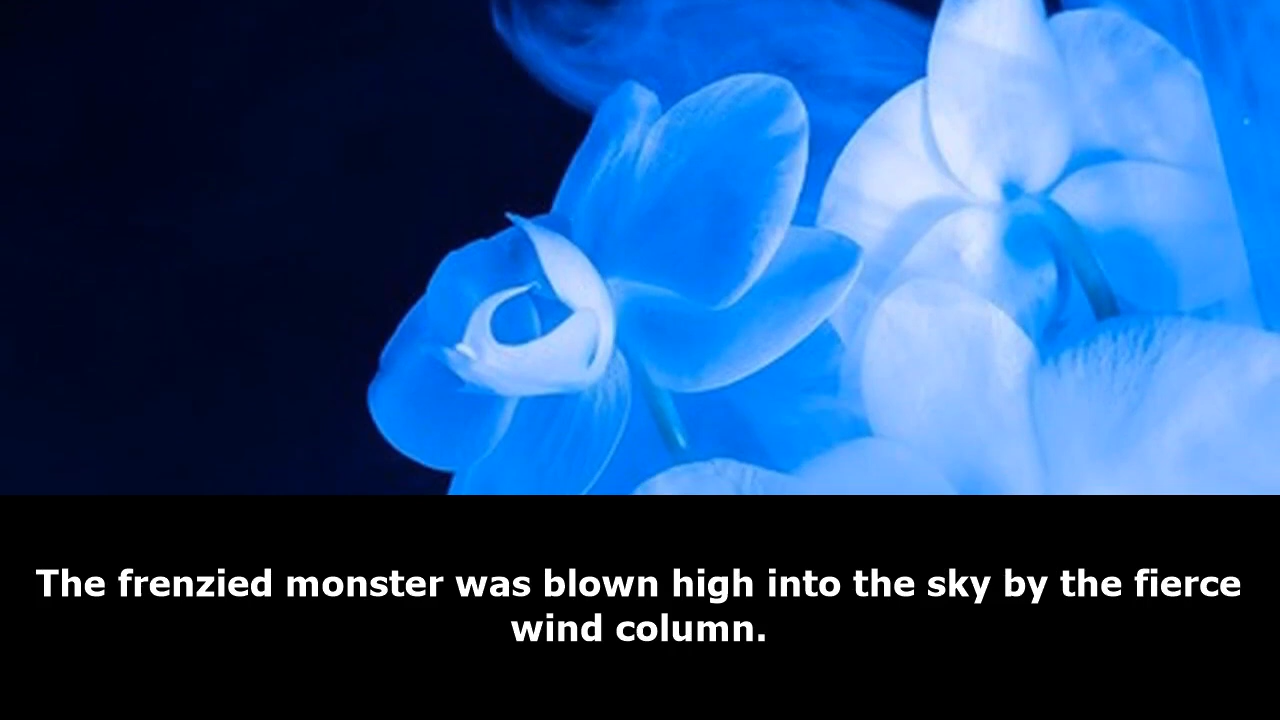 The frenzied monster was blown high into the sky by the fierce
wind column.